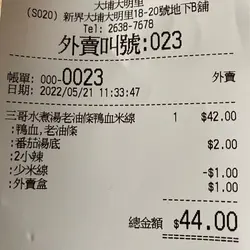 大埔大明里
(S020) 新界大埔大明里18-20號地下B舖
Tel: 2638-7678
外賣叫號:023
帳單: 000-0023 外賣
日期: 2022/05/21 11:33:47
三哥水煮湯老油條鴨血米線 1 $42.00
:鴨血,老油條
:番茄湯底 $2.00
:2小辣
:少米線 -$1.00
:外賣盒 $1.00
總金額 $44.00